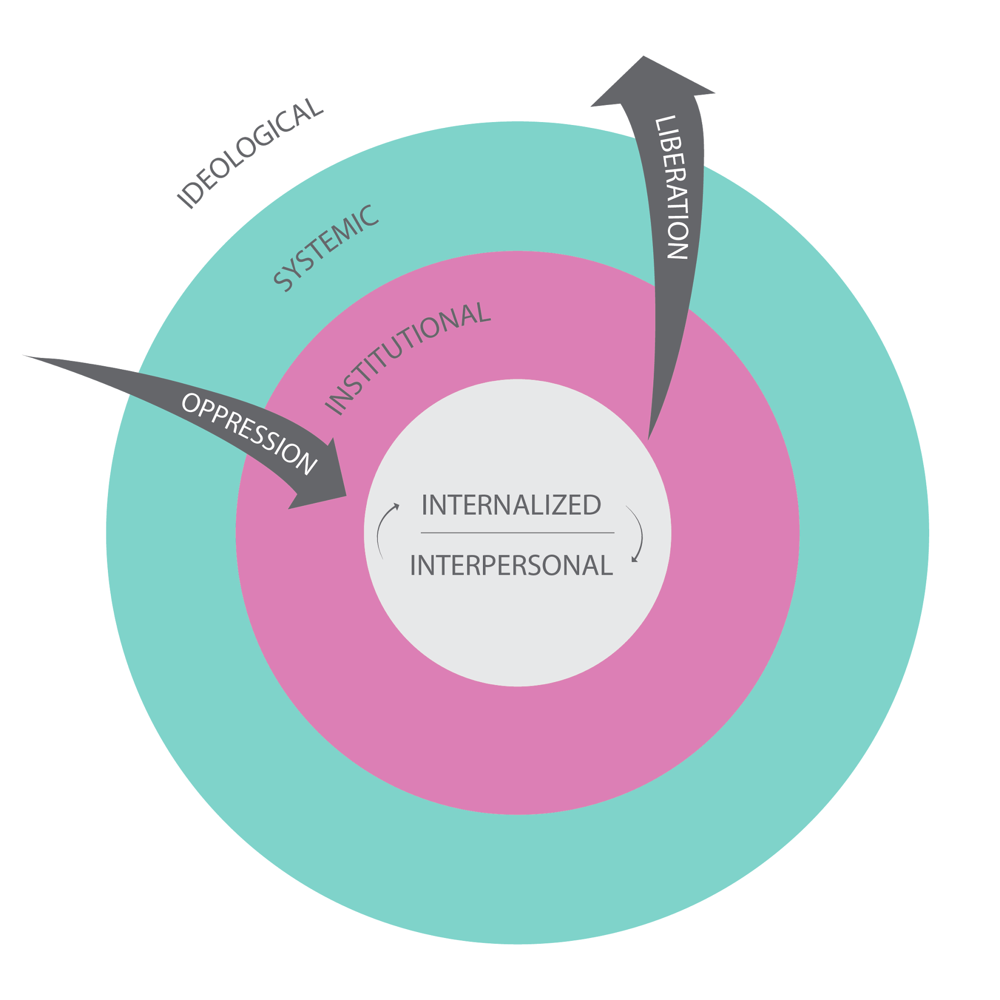 IDEOLOGICAL
SYSTEMIC
INSTITUTIONAL
OPPRESSION
LIBERATION
INTERNALIZED
INTERPERSONAL